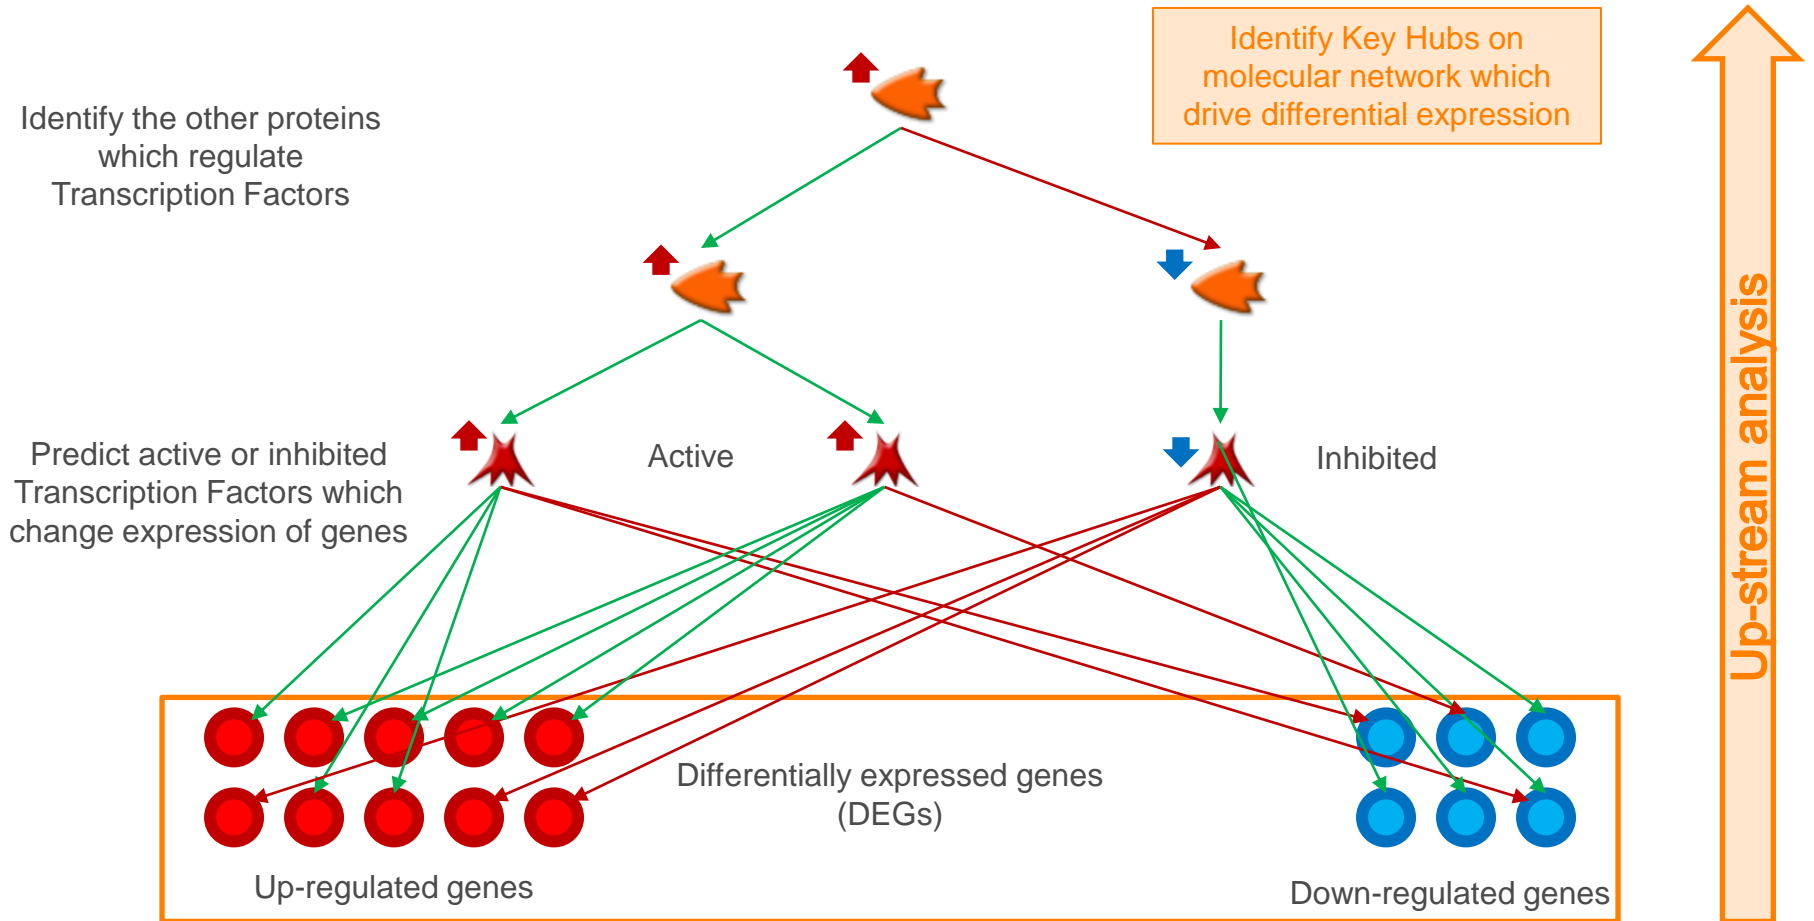 Identify Key Hubs on
molecular network which
drive differential expression
Identify the other proteins
which regulate
Transcription Factors
Up-stream analysis
Predict active or inhibited
Transcription Factors which
change expression of genes
Active
Inhibited
Differentially expressed genes
(DEGs)
Up-regulated genes
Down-regulated genes